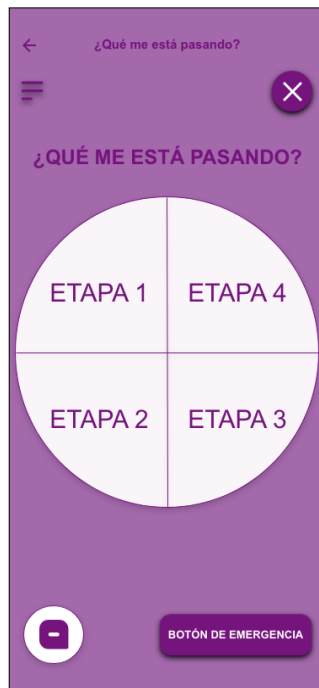 ¿Qué me está pasando?
¿QUÉ ME ESTÁ PASANDO?
ETAPA 1
ETAPA 4
ETAPA 2
ETAPA 3
BOTÓN DE EMERGENCIA